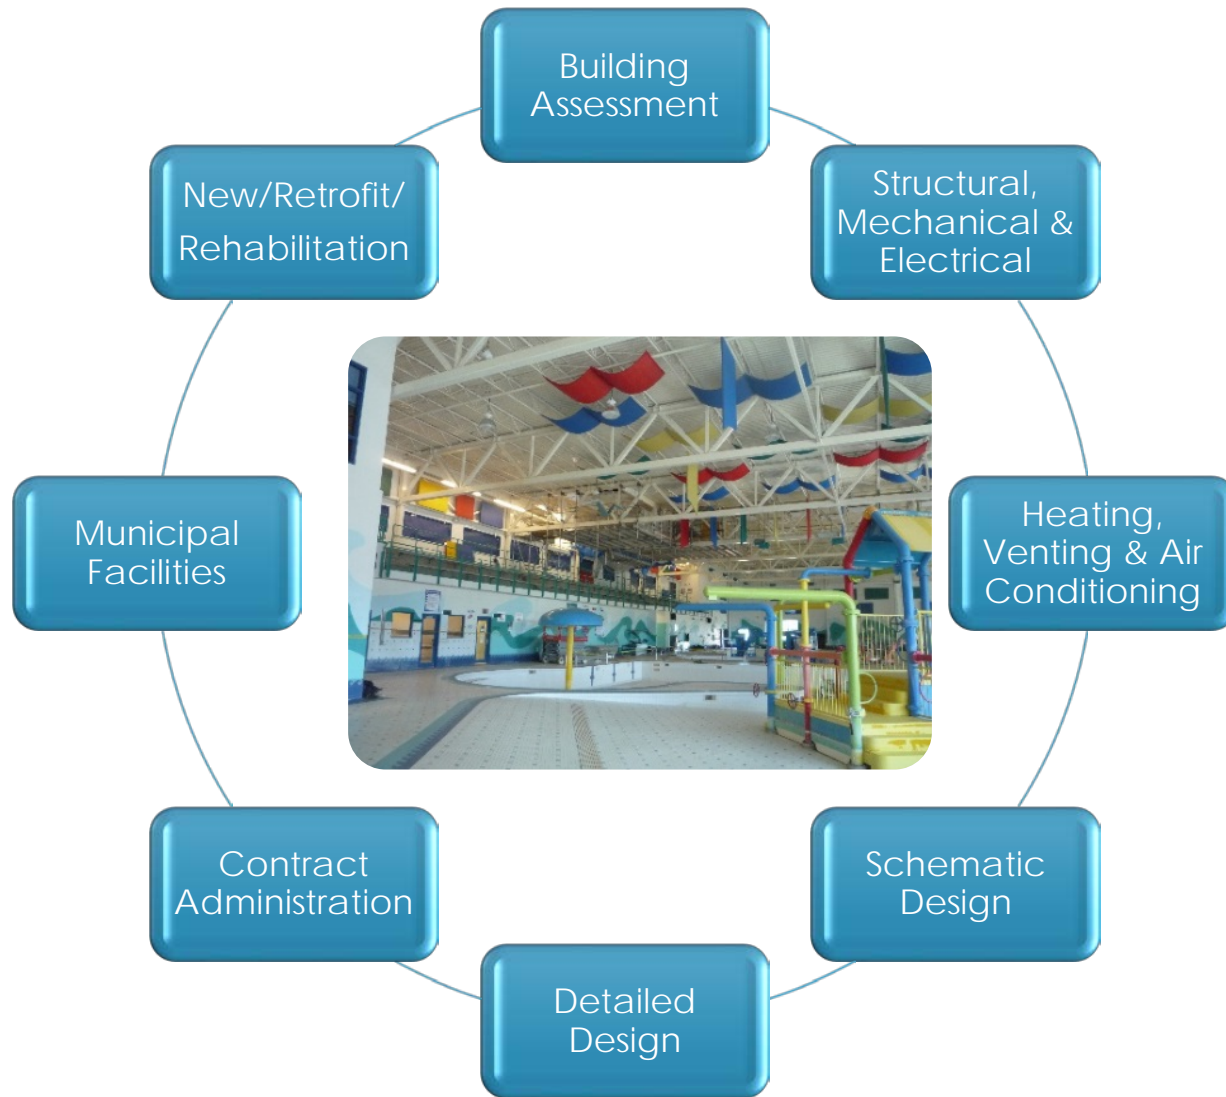 Building
Assessment
Structural,
Mechanical &
Electrical
Heating,
Venting & Air
Conditioning
Schematic
Design
Detailed
Design
Contract
Administration
Municipal
Facilities
New/Retrofit/
Rehabilitation